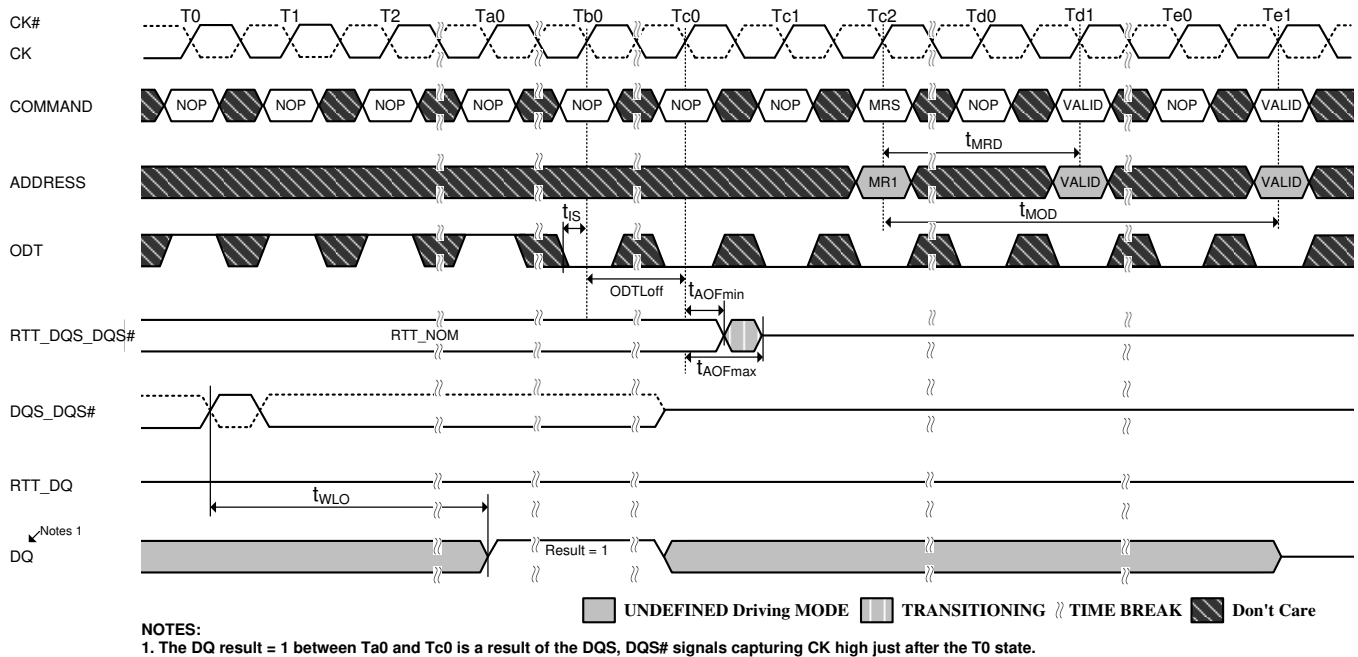 T0 T1 T2 Ta0 Tb0 Tc0 Tc1 Tc2 Td0 Td1 Te0 Te1
CK#
CK
COMMAND NOP NOP NOP NOP NOP NOP NOP MRS NOP VALID NOP VALID
tMRD
ADDRESS MR1 VALID VALID
tIS
tMOD
ODT
ODTLoff
tAOFmin
RTT_DQS_DQS# RTT_NOM
tAOFmax
DQS_DQS#
RTT_DQ
tWLO
Notes 1
DQ Result = 1
UNDEFINED Driving MODE TRANSITIONING TIME BREAK Don't Care
NOTES:
1. The DQ result = 1 between Ta0 and Tc0 is a result of the DQS, DQS# signals capturing CK high just after the T0 state.